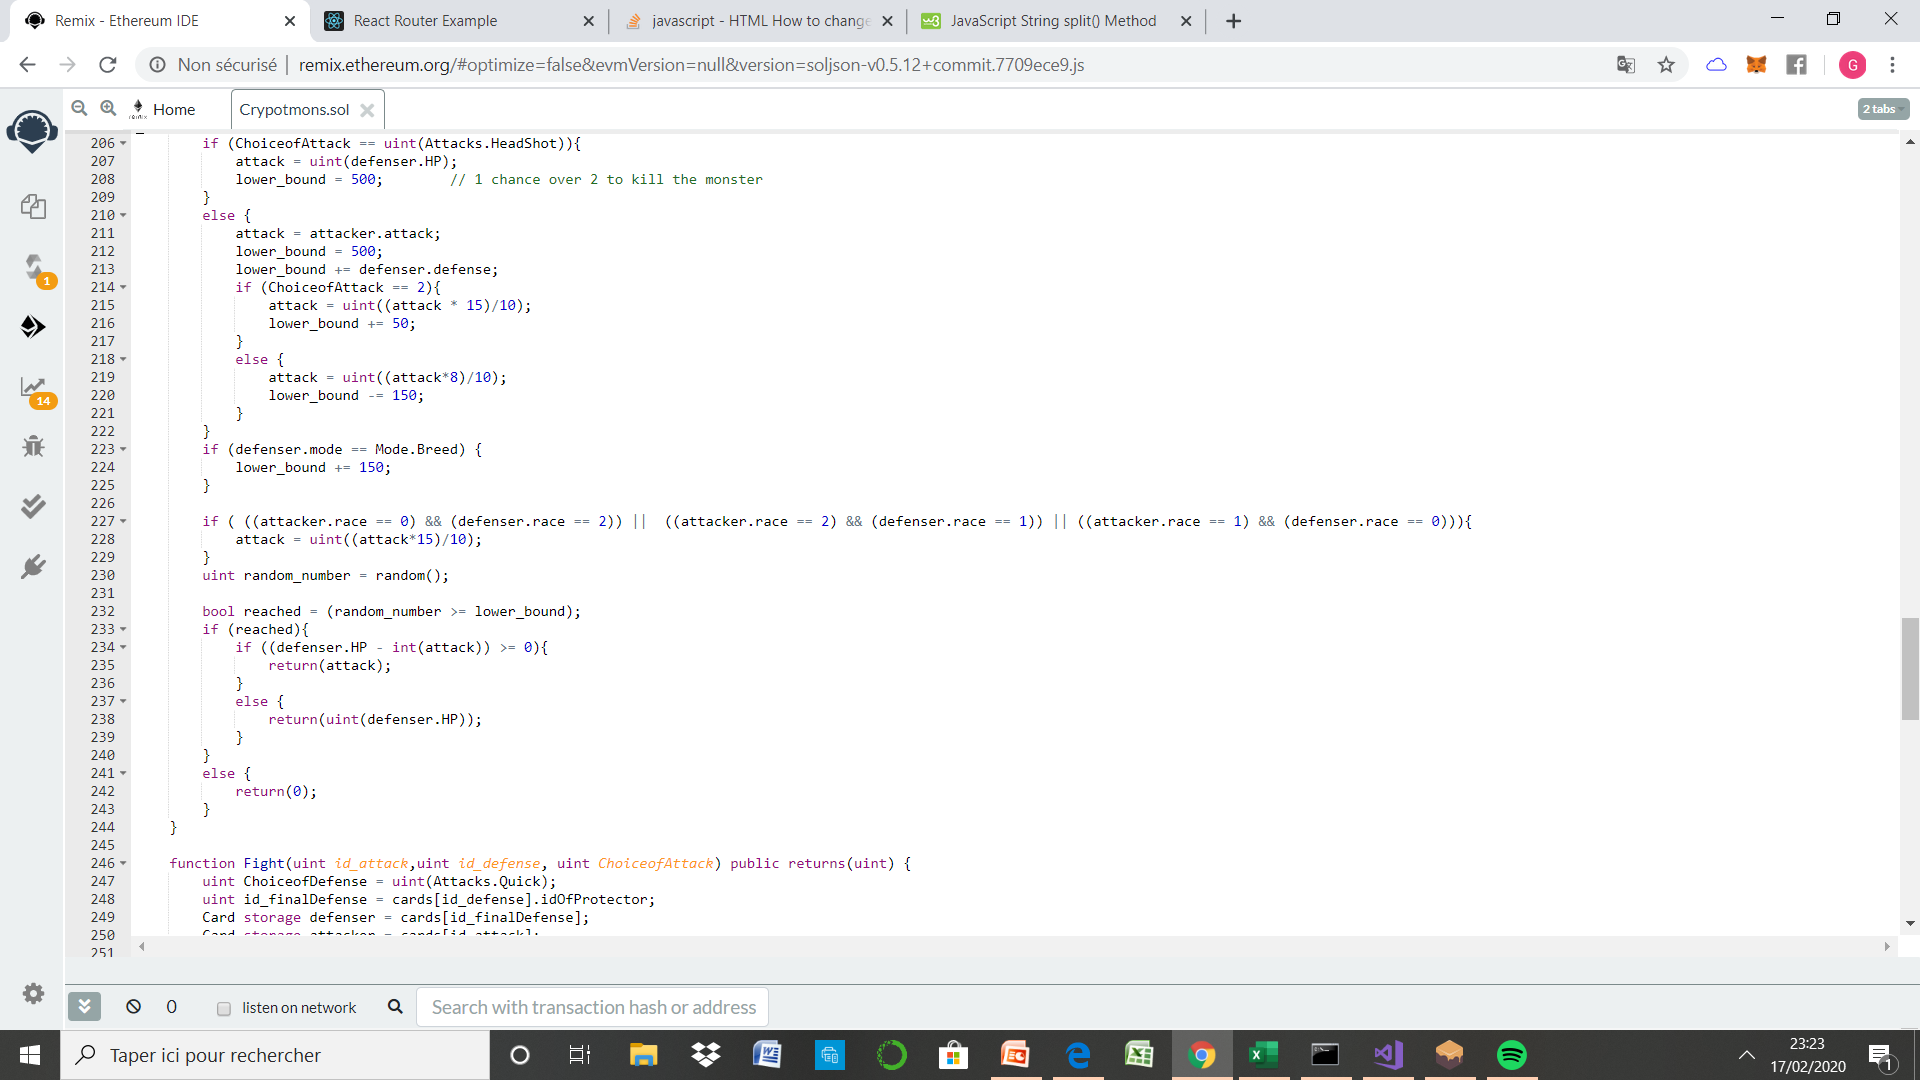 Remix - Ethereum IDE
React Router Example
javascript - HTML How to change
JavaScript String split() Method
Non sécurisé
remix.ethereum.org/#optimize=false&evmVersion=null&version=soljson-v0.5.12+commit.7709ece9.js
G
Home
Crypotmons.sol
2 tabs
1
14
206 if (ChoiceofAttack == uint(Attacks.HeadShot)){
207 attack = uint(defenser.HP);
208 lower_bound = 500; // 1 chance over 2 to kill the monster
209 }
210 else {
211 attack = attacker.attack;
212 lower_bound = 500;
213 lower_bound += defenser.defense;
214 if (ChoiceofAttack == 2){
215 attack = uint((attack * 15)/10);
216 lower_bound += 50;
217 }
218 else {
219 attack = uint((attack*8)/10);
220 lower_bound -= 150;
221 }
222 }
223 if (defenser.mode == Mode.Breed) {
224 lower_bound += 150;
225 }
226
227 if ( ((attacker.race == 0) && (defenser.race == 2)) ||  ((attacker.race == 2) && (defenser.race == 1)) || ((attacker.race == 1) && (defenser.race == 0))){
228 attack = uint((attack*15)/10);
229 }
230 uint random_number = random();
231
232 bool reached = (random_number >= lower_bound);
233 if (reached){
234 if ((defenser.HP - int(attack)) >= 0){
235 return(attack);
236 }
237 else {
238 return(uint(defenser.HP));
239 }
240 }
241 else {
242 return(0);
243 }
244 }
245
246 function Fight(uint id_attack,uint id_defense, uint ChoiceofAttack) public returns(uint) {
247 uint ChoiceofDefense = uint(Attacks.Quick);
248 uint id_finalDefense = cards[id_defense].idOfProtector;
249 Card storage defenser = cards[id_finalDefense];
250 Card storage attacker = cards[id_attack];
251
0
listen on network
Search with transaction hash or address
Taper ici pour rechercher
23:23
17/02/2020
1